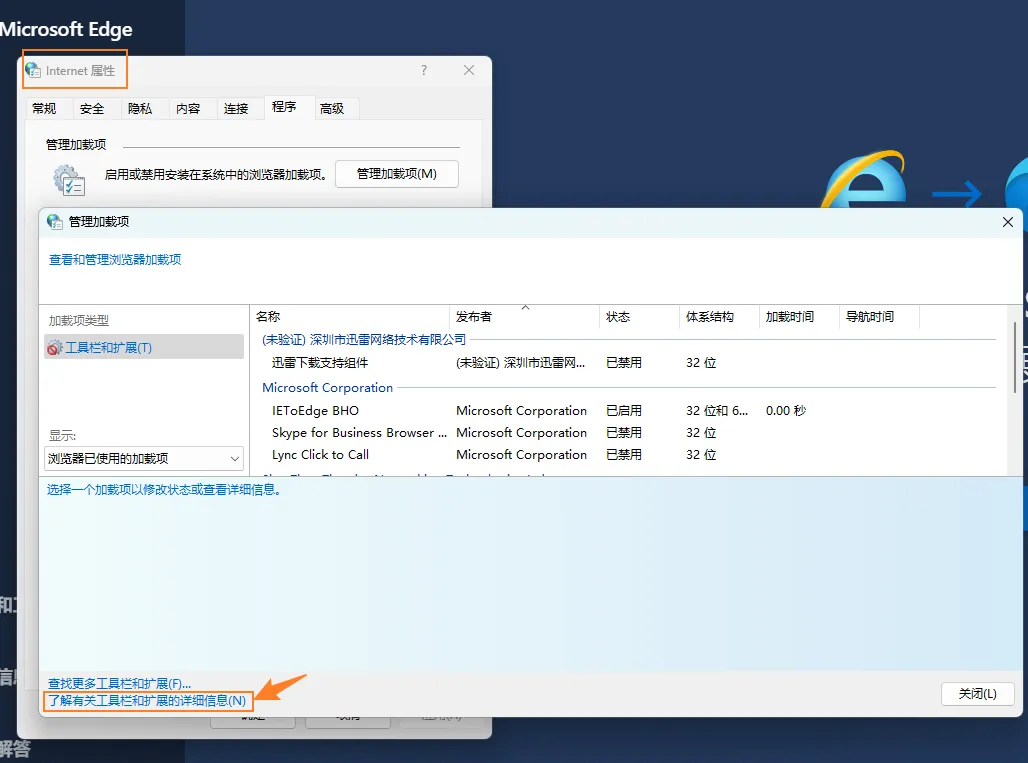 Microsoft Edge
Internet 属性
?
常规 安全 隐私 内容 连接 程序 高级
管理加载项
启用或禁用安装在系统中的浏览器加载项。 管理加载项(M)
管理加载项
查看和管理浏览器加载项
加载项类型
工具栏和扩展(T)
显示:
浏览器已使用的加载项
名称 发布者 状态 体系结构 加载时间 导航时间
(未验证) 深圳市迅雷网络技术有限公司
迅雷下载支持组件 (未验证) 深圳市迅雷网... 已禁用 32 位
Microsoft Corporation
IEToEdge BHO Microsoft Corporation 已启用 32 位和 6... 0.00 秒
Skype for Business Browser ... Microsoft Corporation 已禁用 32 位
Lync Click to Call Microsoft Corporation 已禁用 32 位
选择一个加载项以修改状态或查看详细信息。
查找更多工具栏和扩展(F)...
了解有关工具栏和扩展的详细信息(N)
关闭(L)
解答